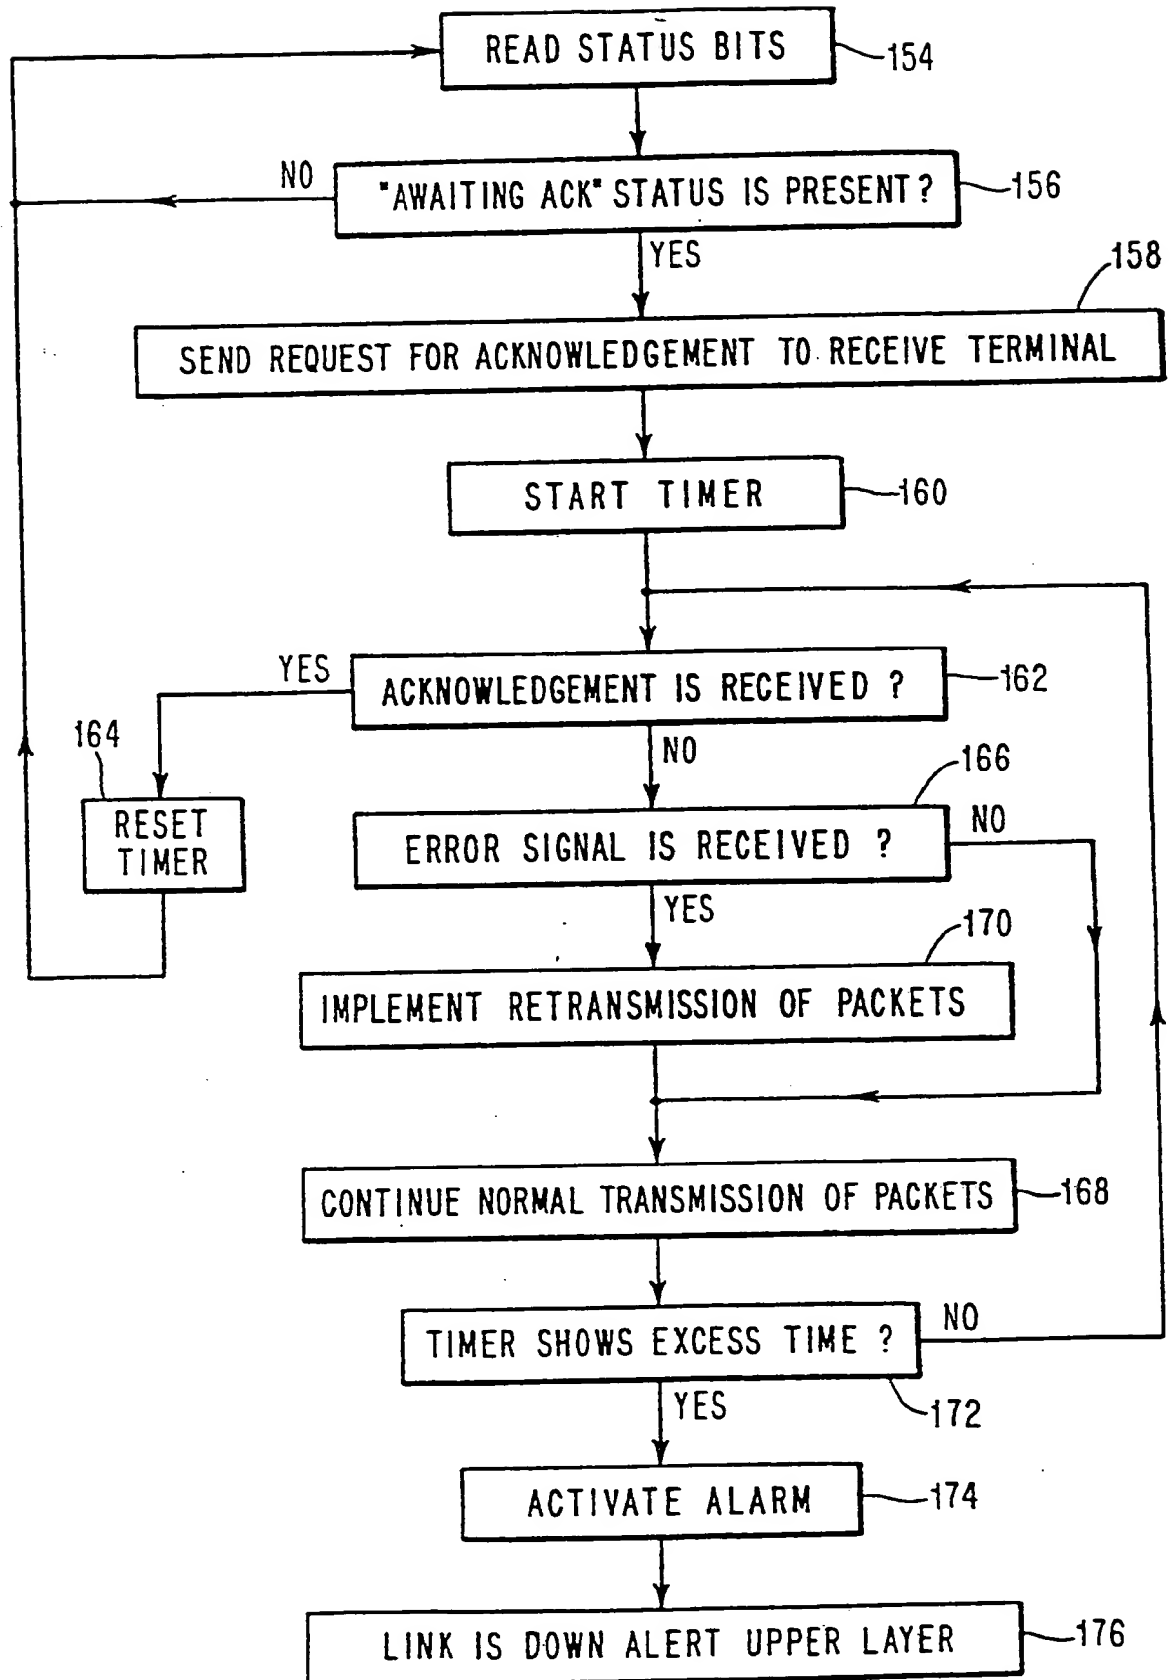 READ STATUS BITS
154
"AWAITING ACK" STATUS IS PRESENT ?
156
NO
YES
158
SEND REQUEST FOR ACKNOWLEDGEMENT TO RECEIVE TERMINAL
START TIMER
160
YES
ACKNOWLEDGEMENT IS RECEIVED ?
162
164
NO
166
RESET
TIMER
ERROR SIGNAL IS RECEIVED ?
NO
YES
170
IMPLEMENT RETRANSMISSION OF PACKETS
CONTINUE NORMAL TRANSMISSION OF PACKETS
168
TIMER SHOWS EXCESS TIME ?
NO
YES
172
ACTIVATE ALARM
174
LINK IS DOWN ALERT UPPER LAYER
176